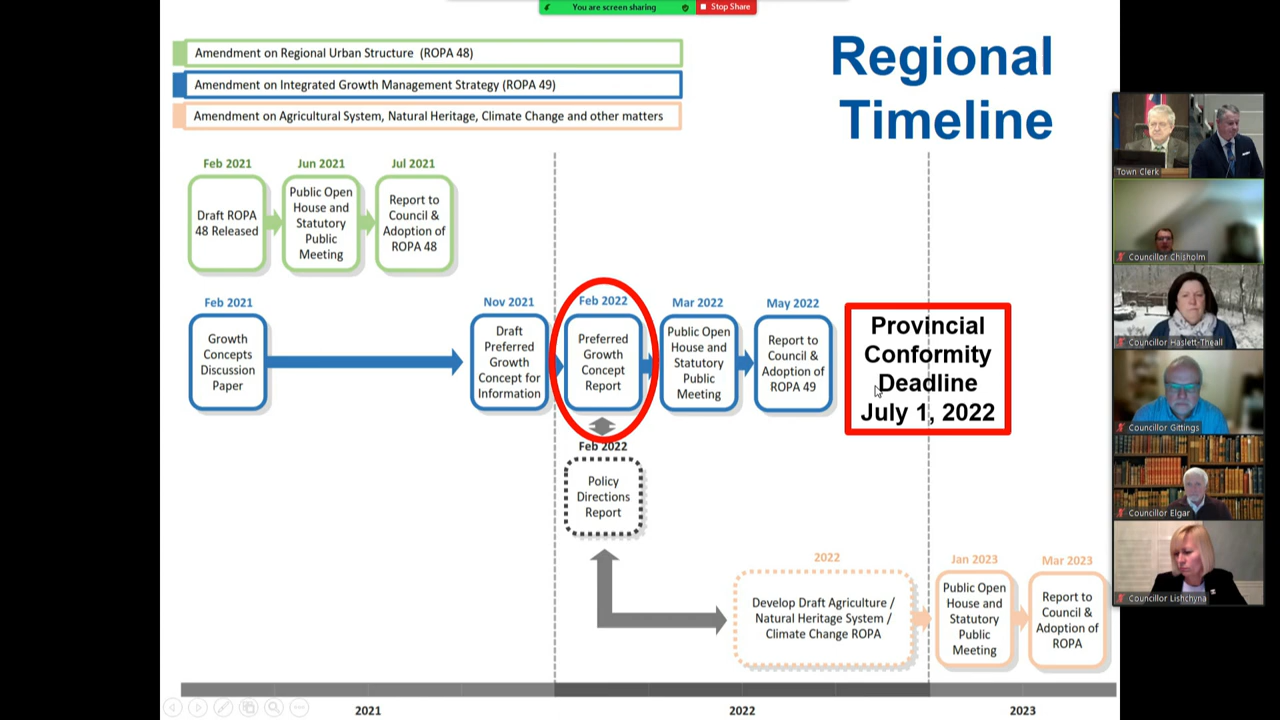 You are screen sharing
Stop Share
Regional
Timeline
Amendment on Regional Urban Structure (ROPA 48)
Amendment on Integrated Growth Management Strategy (ROPA 49)
Amendment on Agricultural System, Natural Heritage, Climate Change and other matters
Feb 2021
Draft ROPA
48 Released
Jun 2021
Public Open
House and
Statutory
Public
Meeting
Jul 2021
Report to
Council &
Adoption of
ROPA 48
Feb 2021
Growth
Concepts
Discussion
Paper
Nov 2021
Draft
Preferred
Growth
Concept for
Information
Feb 2022
Preferred
Growth
Concept
Report
Mar 2022
Public Open
House and
Statutory
Public
Meeting
May 2022
Report to
Council &
Adoption of
ROPA 49
Provincial
Conformity
Deadline
July 1, 2022
Feb 2022
Policy
Directions
Report
2022
Develop Draft Agriculture /
Natural Heritage System /
Climate Change ROPA
Jan 2023
Public Open
House and
Statutory
Public
Meeting
Mar 2023
Report to
Council &
Adoption of
ROPA
2021
2022
2023
Town Clerk
Councillor Chisholm
Councillor Haslett-Theall
Councillor Gittings
Councillor Elgar
Councillor Lishchyna